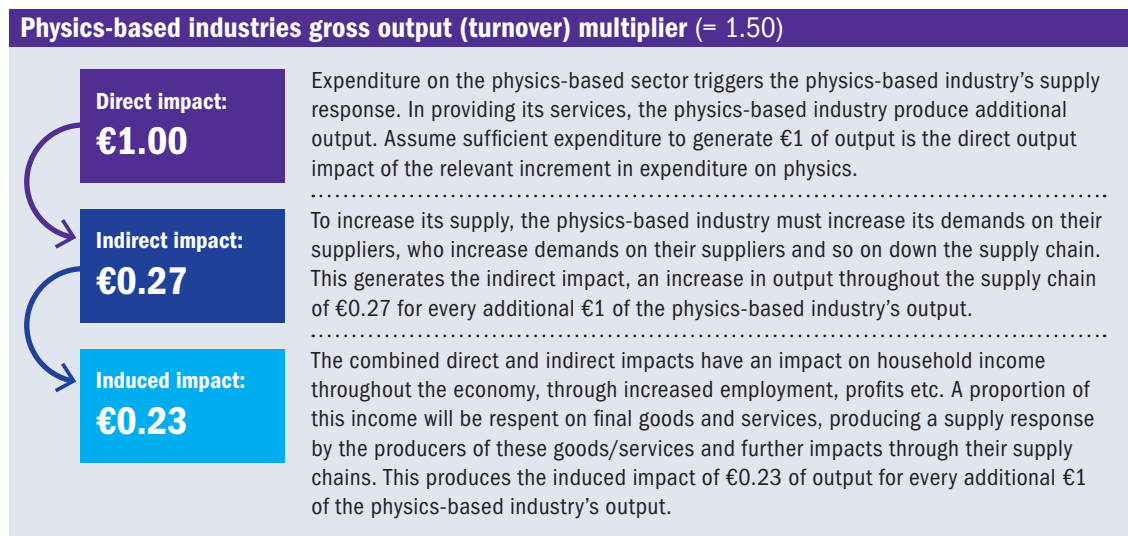 Physics-based industries gross output (turnover) multiplier (= 1.50)
Direct impact:
€1.00
Expenditure on the physics-based sector triggers the physics-based industry’s supply
response. In providing its services, the physics-based industry produce additional
output. Assume sufficient expenditure to generate €1 of output is the direct output
impact of the relevant increment in expenditure on physics.
Indirect impact:
€0.27
To increase its supply, the physics-based industry must increase its demands on their
suppliers, who increase demands on their suppliers and so on down the supply chain.
This generates the indirect impact, an increase in output throughout the supply chain
of €0.27 for every additional €1 of the physics-based industry’s output.
Induced impact:
€0.23
The combined direct and indirect impacts have an impact on household income
throughout the economy, through increased employment, profits etc. A proportion of
this income will be respent on final goods and services, producing a supply response
by the producers of these goods/services and further impacts through their supply
chains. This produces the induced impact of €0.23 of output for every additional €1
of the physics-based industry’s output.